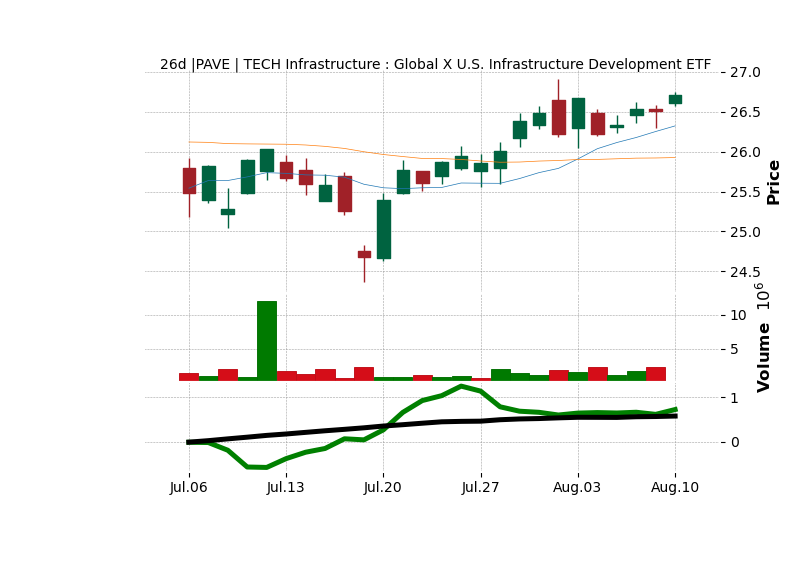 26d |PAVE | TECH Infrastructure : Global X U.S. Infrastructure Development ETF
27.0
26.5
26.0
25.5
25.0
24.5
Price
10⁶
10
5
Volume
1
0
Jul.06 Jul.13 Jul.20 Jul.27 Aug.03 Aug.10